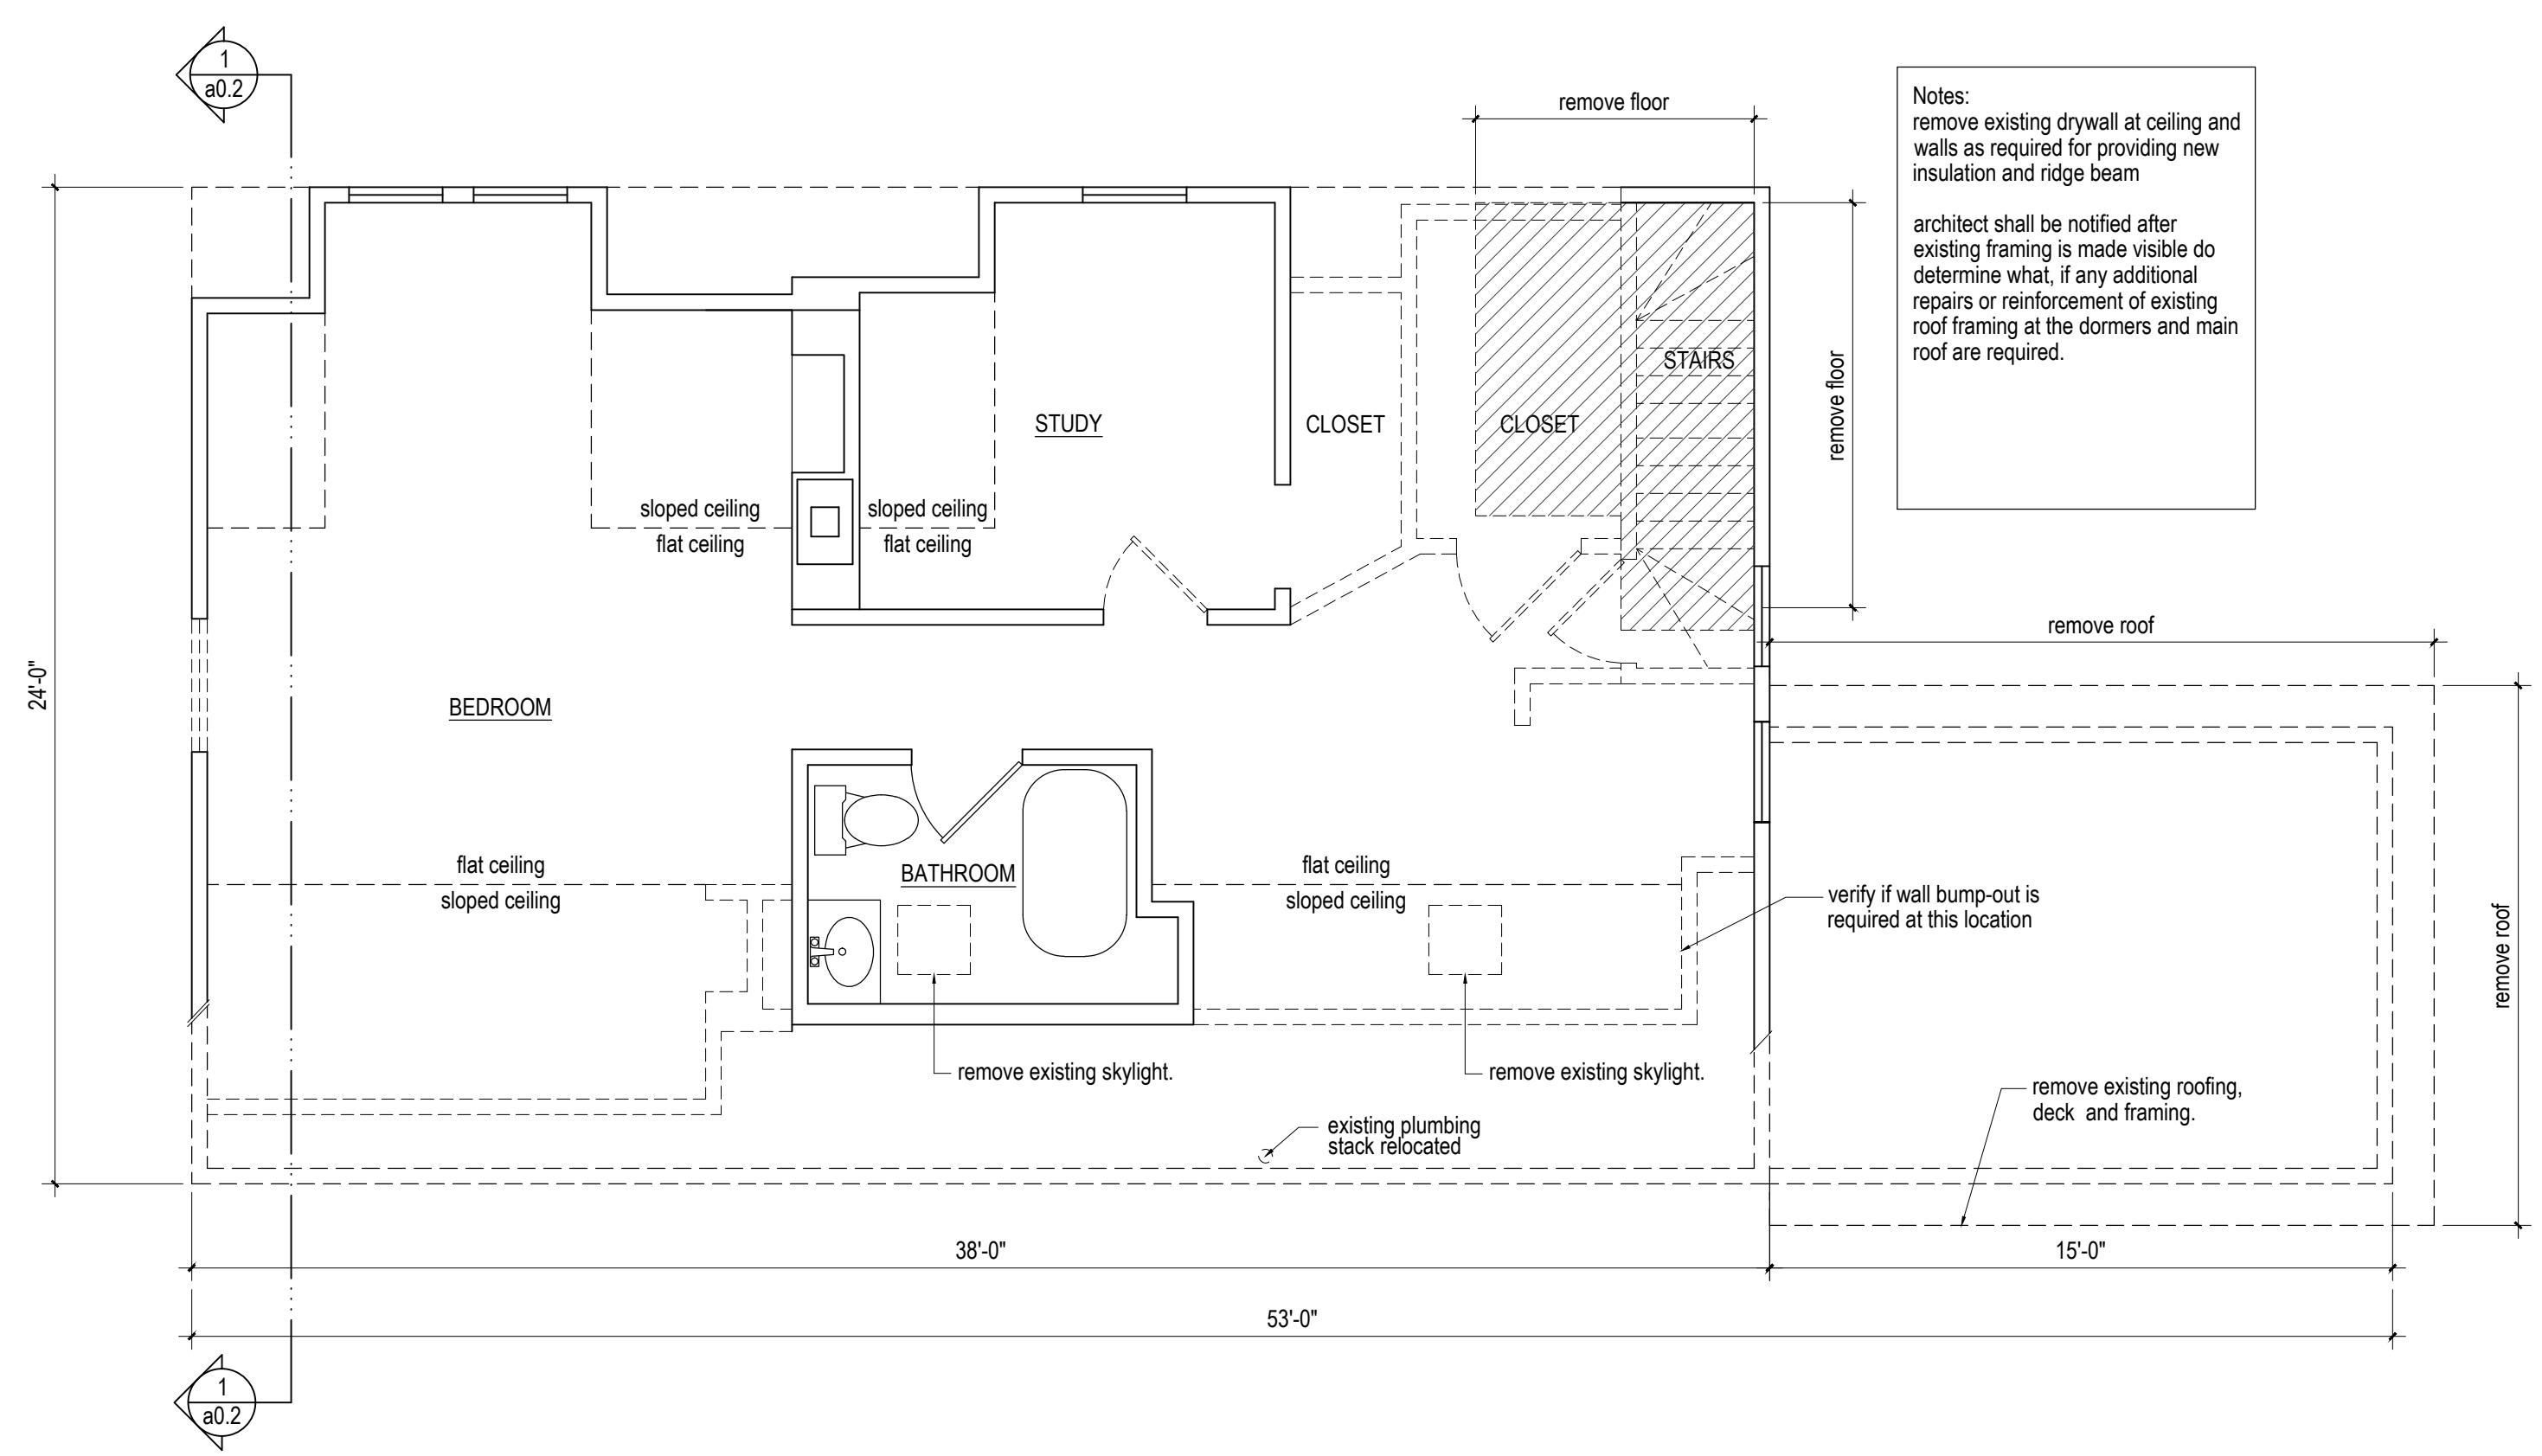 1
a0.2
remove floor
Notes:
remove existing drywall at ceiling and
walls as required for providing new
insulation and ridge beam
architect shall be notified after
existing framing is made visible do
determine what, if any additional
repairs or reinforcement of existing
roof framing at the dormers and main
roof are required.
STAIRS
remove floor
STUDY
CLOSET
CLOSET
sloped ceiling
flat ceiling
sloped ceiling
flat ceiling
remove roof
24'-0"
BEDROOM
flat ceiling
sloped ceiling
BATHROOM
flat ceiling
sloped ceiling
verify if wall bump-out is
required at this location
remove roof
remove existing skylight.
remove existing skylight.
remove existing roofing,
deck and framing.
existing plumbing
stack relocated
38'-0"
15'-0"
53'-0"
1
a0.2